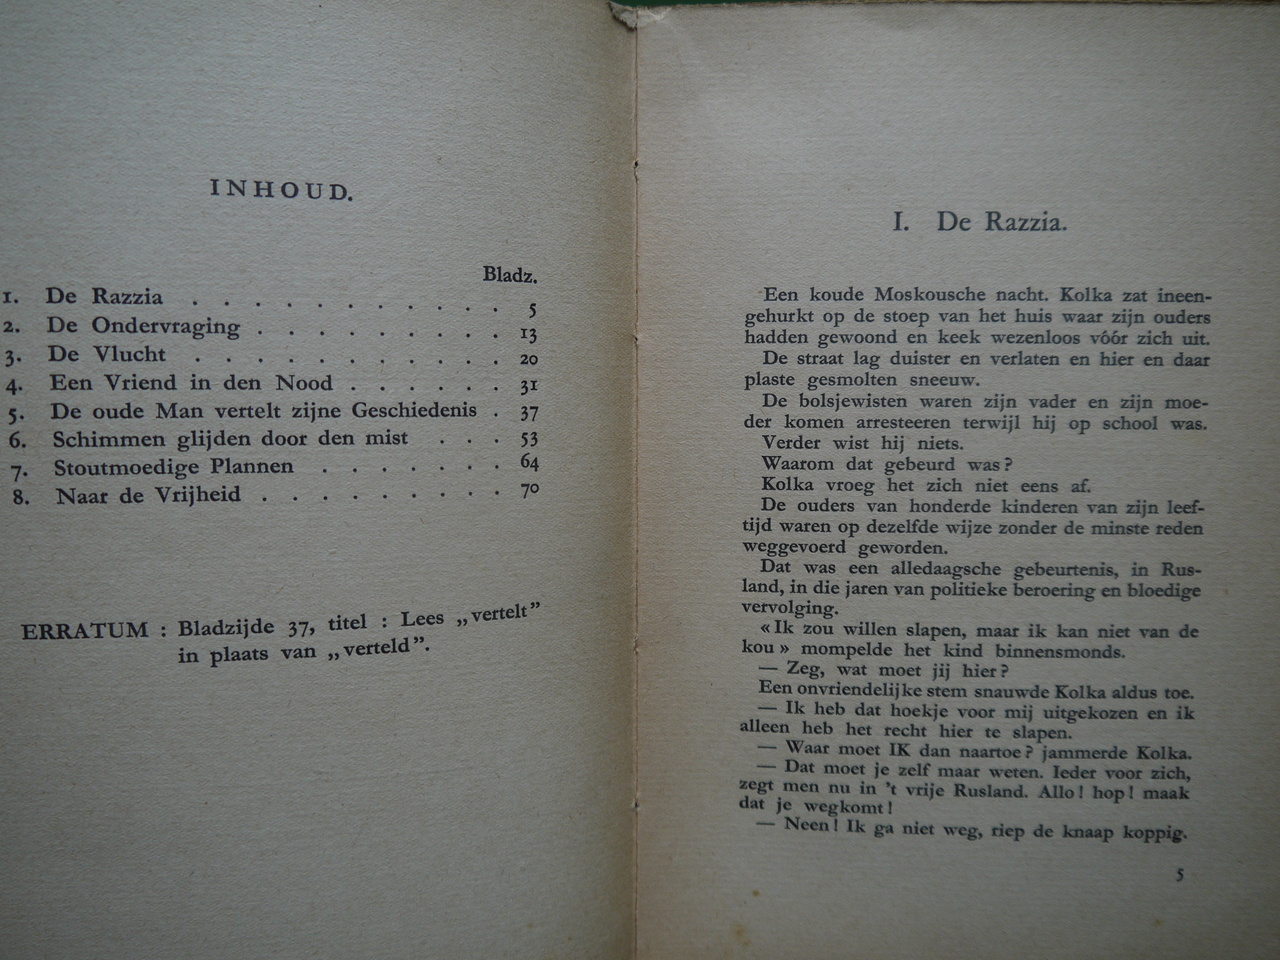 INHOUD.
Bladz.
1. De Razzia . . . . . . . . . . . 5
2. De Ondervraging . . . . . . . . . 13
3. De Vlucht . . . . . . . . . . . 20
4. Een Vriend in den Nood . . . . . . 31
5. De oude Man vertelt zijne Geschiedenis . 37
6. Schimmen glijden door den mist . . . 53
7. Stoutmoedige Plannen . . . . . . . 64
8. Naar de Vrijheid . . . . . . . . . 70
ERRATUM : Bladzijde 37, titel : Lees „vertelt”
in plaats van „verteld”.
I. De Razzia.
Een koude Moskousche nacht. Kolka zat ineen-
gehurkt op de stoep van het huis waar zijn ouders
hadden gewoond en keek wezenloos vóór zich uit.
De straat lag duister en verlaten en hier en daar
plaste gesmolten sneeuw.
De bolsjewisten waren zijn vader en zijn moe-
der komen arresteeren terwijl hij op school was.
Verder wist hij niets.
Waarom dat gebeurd was?
Kolka vroeg het zich niet eens af.
De ouders van honderde kinderen van zijn leef-
tijd waren op dezelfde wijze zonder de minste reden
weggevoerd geworden.
Dat was een alledaagsche gebeurtenis, in Rus-
land, in die jaren van politieke beroering en bloedige
vervolging.
«Ik zou willen slapen, maar ik kan niet van de
kou» mompelde het kind binnensmonds.
— Zeg, wat moet jij hier?
Een onvriendelijke stem snauwde Kolka aldus toe.
— Ik heb dat hoekje voor mij uitgekozen en ik
alleen heb het recht hier te slapen.
— Waar moet IK dan naartoe? jammerde Kolka.
— Dat moet je zelf maar weten. Ieder voor zich,
zegt men nu in 't vrije Rusland. Allo! hop! maak
dat je wegkomt!
— Neen! Ik ga niet weg, riep de knaap koppig.
5